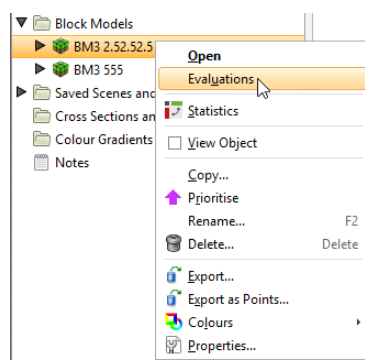 Block Models
BM3 2.52.52.5
BM3 555
Saved Scenes and
Cross Sections an
Colour Gradients
Notes
Open
Evaluations
Statistics
View Object
Copy...
Prioritise
Rename... F2
Delete... Delete
Export...
Export as Points...
Colours
Properties...